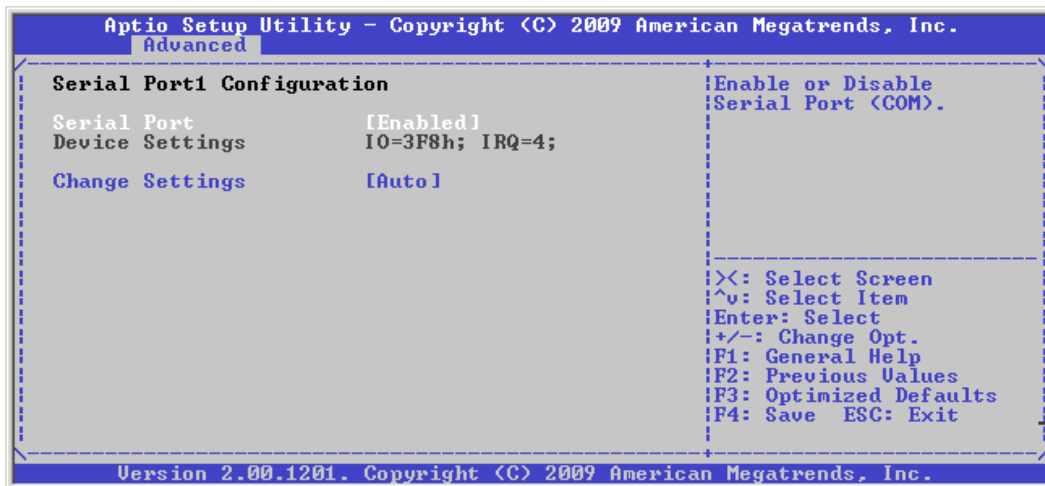 Aptio Setup Utility - Copyright (C) 2009 American Megatrends, Inc.
Advanced
Serial Port1 Configuration
Serial Port [Enabled]
Device Settings IO=3F8h; IRQ=4;
Change Settings [Auto]
Enable or Disable
Serial Port (COM).
><: Select Screen
^v: Select Item
Enter: Select
+/-: Change Opt.
F1: General Help
F2: Previous Values
F3: Optimized Defaults
F4: Save ESC: Exit
Version 2.00.1201. Copyright (C) 2009 American Megatrends, Inc.